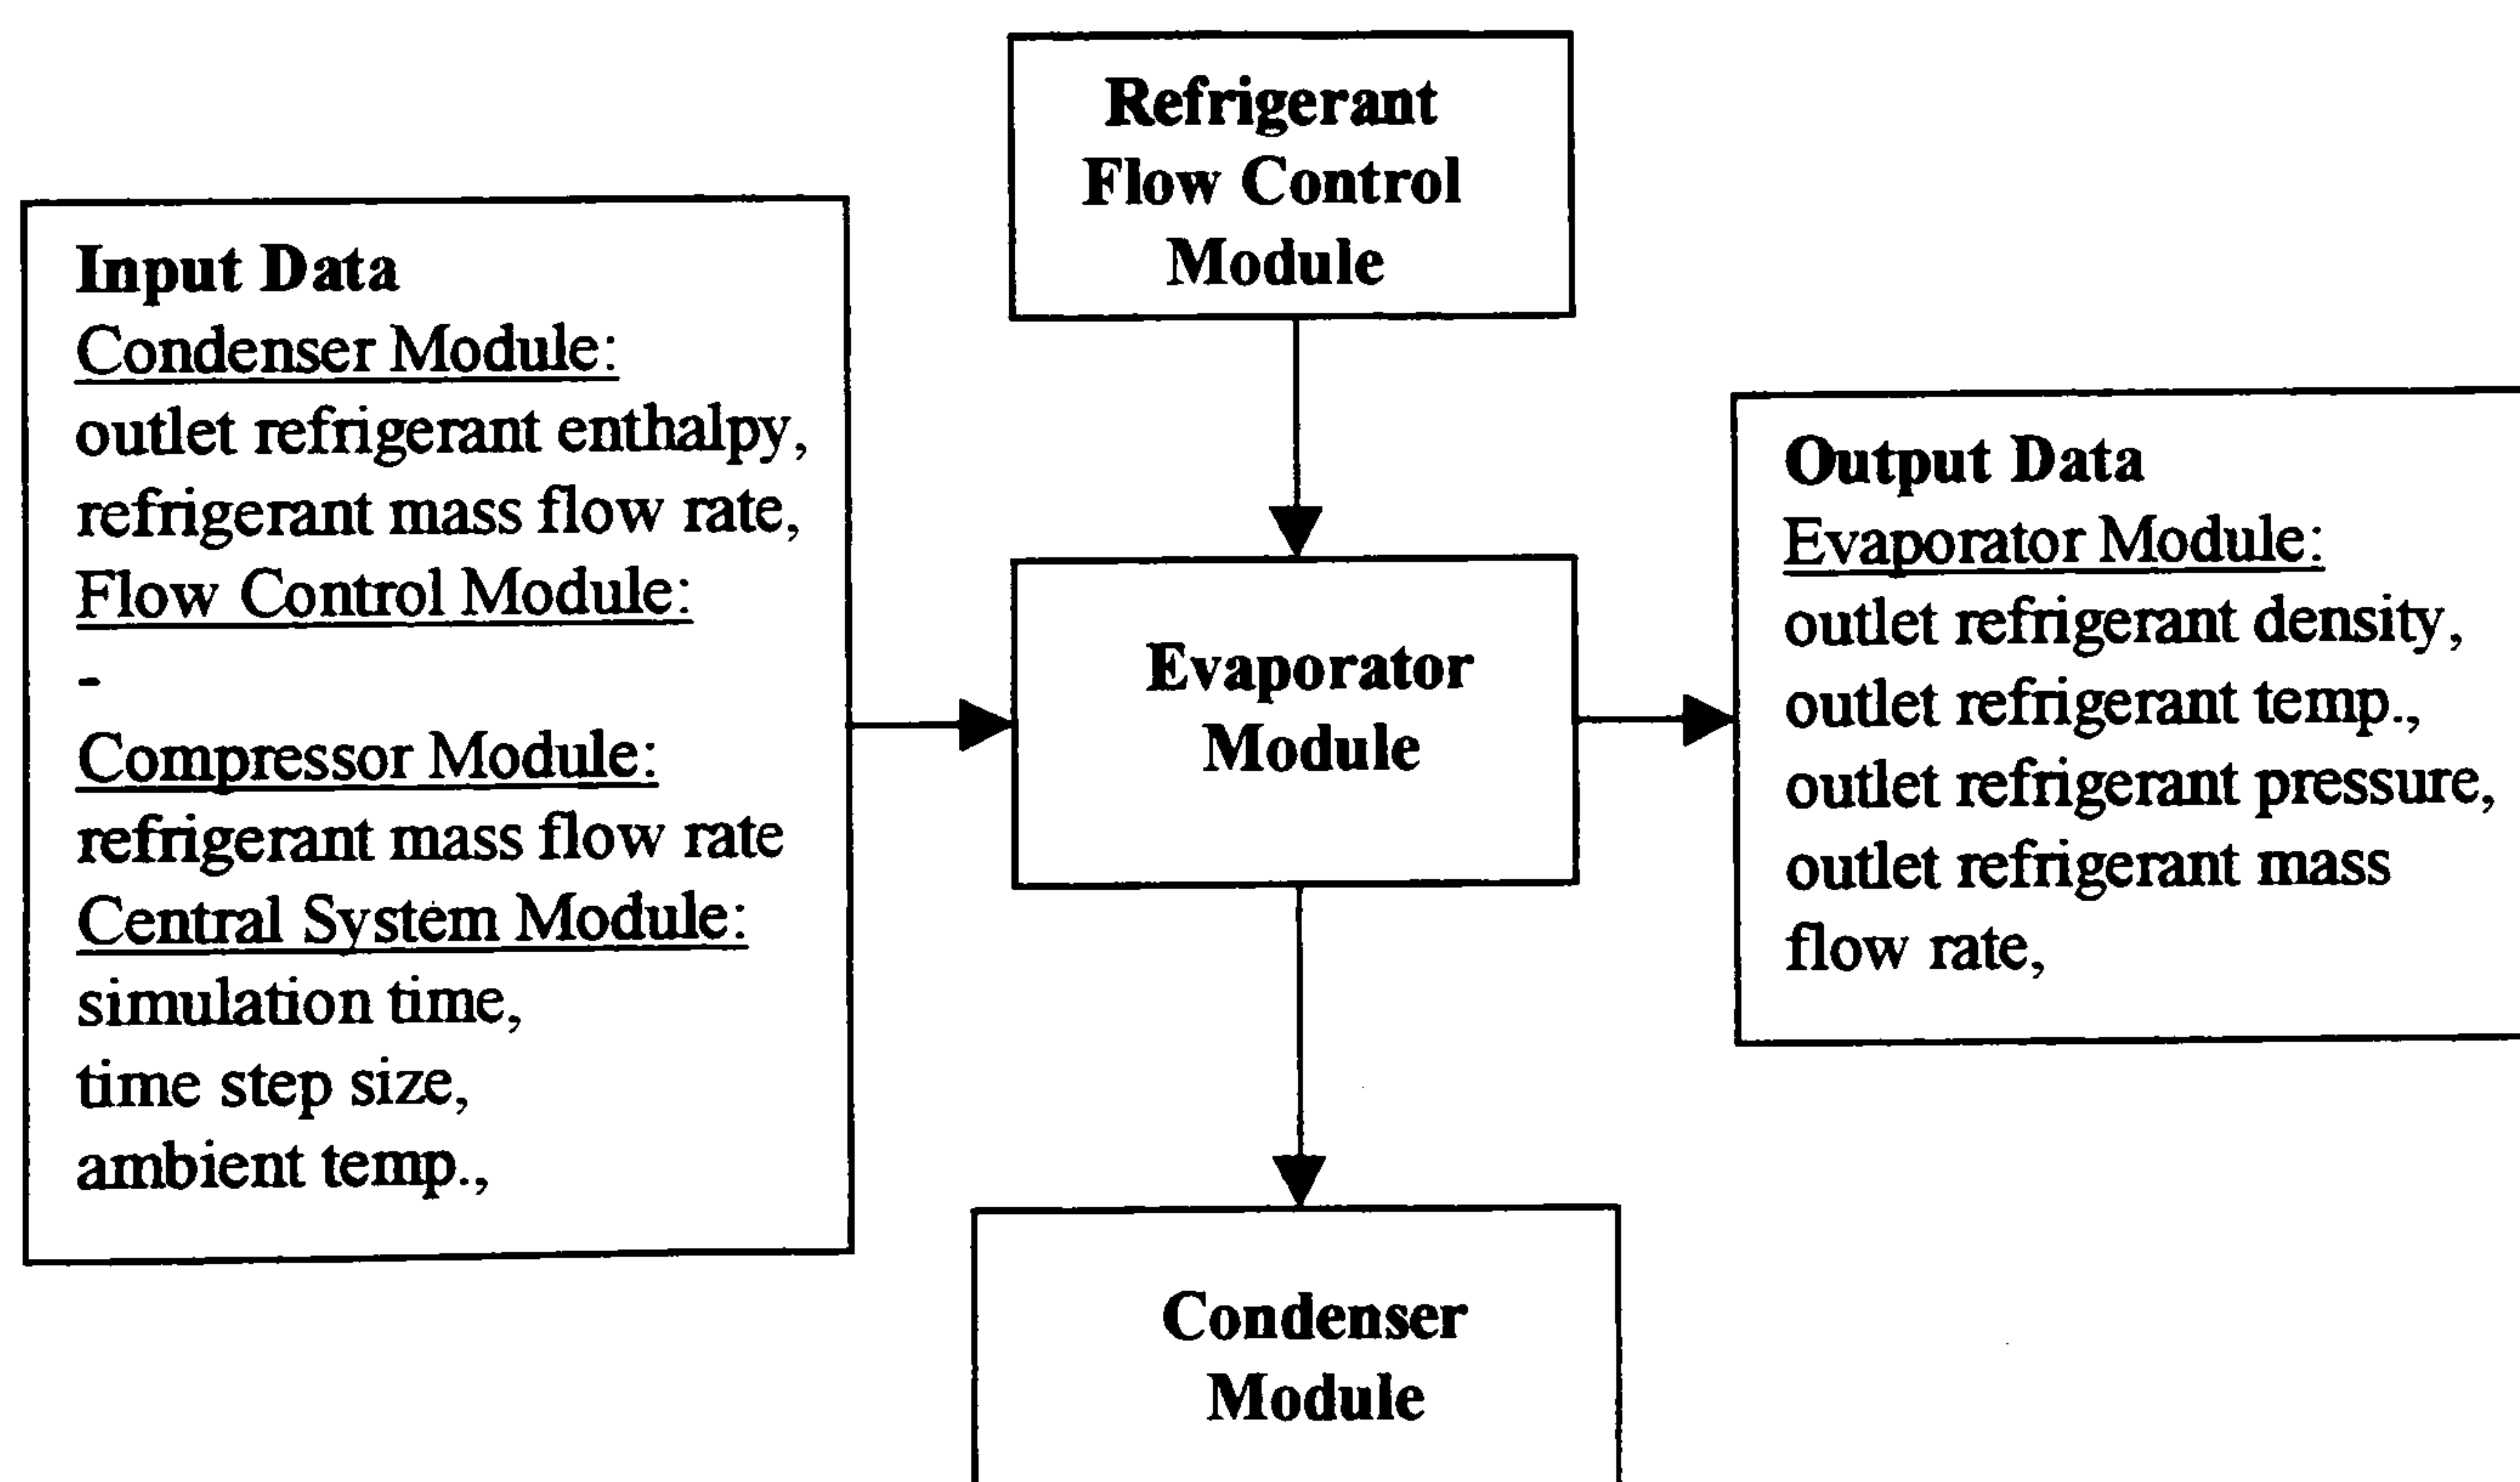 Refrigerant
Flow Control
Module
Input Data
Condenser Module:
outlet refrigerant enthalpy,
refrigerant mass flow rate,
Flow Control Module:
-
Compressor Module:
refrigerant mass flow rate
Central System Module:
simulation time,
time step size,
ambient temp.,
Evaporator
Module
Output Data
Evaporator Module:
outlet refrigerant density,
outlet refrigerant temp.,
outlet refrigerant pressure,
outlet refrigerant mass
flow rate,
Condenser
Module